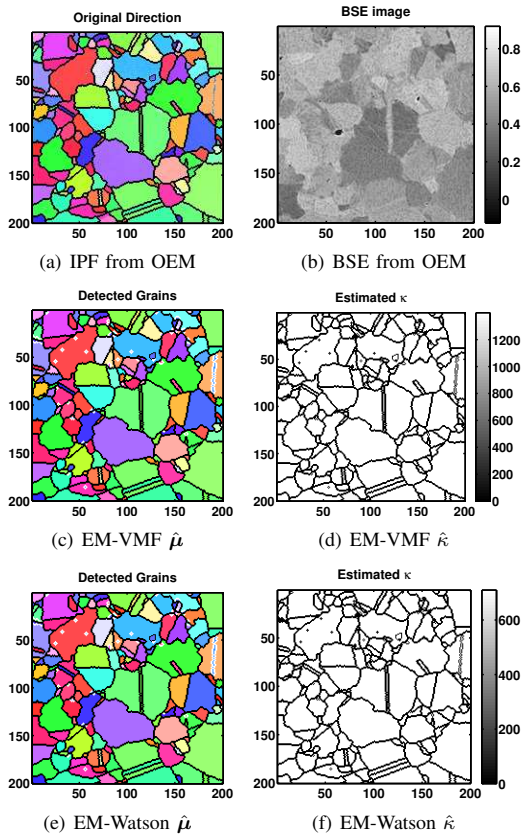 Original Direction
50
100
150
200
50 100 150 200
(a) IPF from OEM
BSE image
50
100
150
200
50 100 150 200
0.8
0.6
0.4
0.2
0
(b) BSE from OEM
Detected Grains
50
100
150
200
50 100 150 200
(c) EM-VMF μ̂
Estimated κ
50
100
150
200
50 100 150 200
1200
1000
800
600
400
200
0
(d) EM-VMF κ̂
Detected Grains
50
100
150
200
50 100 150 200
(e) EM-Watson μ̂
Estimated κ
50
100
150
200
50 100 150 200
600
400
200
0
(f) EM-Watson κ̂